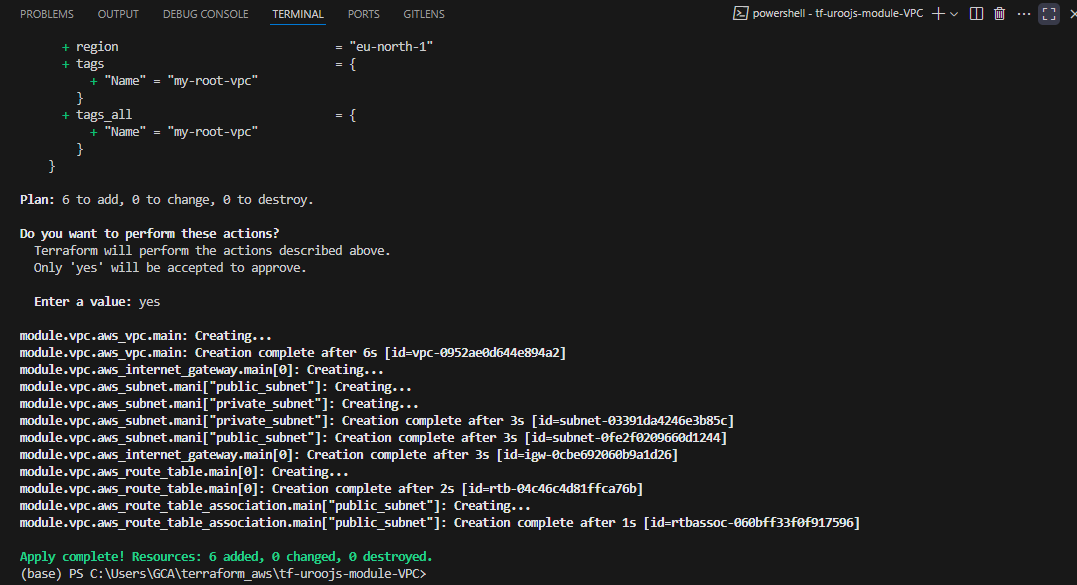 PROBLEMS OUTPUT DEBUG CONSOLE TERMINAL PORTS GITLENS powershell - tf-uroojs-module-VPC
+ region = "eu-north-1"
+ tags = {
+ "Name" = "my-root-vpc"
}
+ tags_all = {
+ "Name" = "my-root-vpc"
}
}
Plan: 6 to add, 0 to change, 0 to destroy.
Do you want to perform these actions?
Terraform will perform the actions described above.
Only 'yes' will be accepted to approve.
Enter a value: yes
module.vpc.aws_vpc.main: Creating...
module.vpc.aws_vpc.main: Creation complete after 6s [id=vpc-0952ae0d644e894a2]
module.vpc.aws_internet_gateway.main[0]: Creating...
module.vpc.aws_subnet.mani["public_subnet"]: Creating...
module.vpc.aws_subnet.mani["private_subnet"]: Creating...
module.vpc.aws_subnet.mani["private_subnet"]: Creation complete after 3s [id=subnet-03391da4246e3b85c]
module.vpc.aws_subnet.mani["public_subnet"]: Creation complete after 3s [id=subnet-0fe2f0209660d1244]
module.vpc.aws_internet_gateway.main[0]: Creation complete after 3s [id=igw-0cbe692060b9a1d26]
module.vpc.aws_route_table.main[0]: Creating...
module.vpc.aws_route_table.main[0]: Creation complete after 2s [id=rtb-04c46c4d81ffca76b]
module.vpc.aws_route_table_association.main["public_subnet"]: Creating...
module.vpc.aws_route_table_association.main["public_subnet"]: Creation complete after 1s [id=rtbassoc-060bff33f0f917596]
Apply complete! Resources: 6 added, 0 changed, 0 destroyed.
(base) PS C:\Users\GCA\terraform_aws\tf-uroojs-module-VPC>